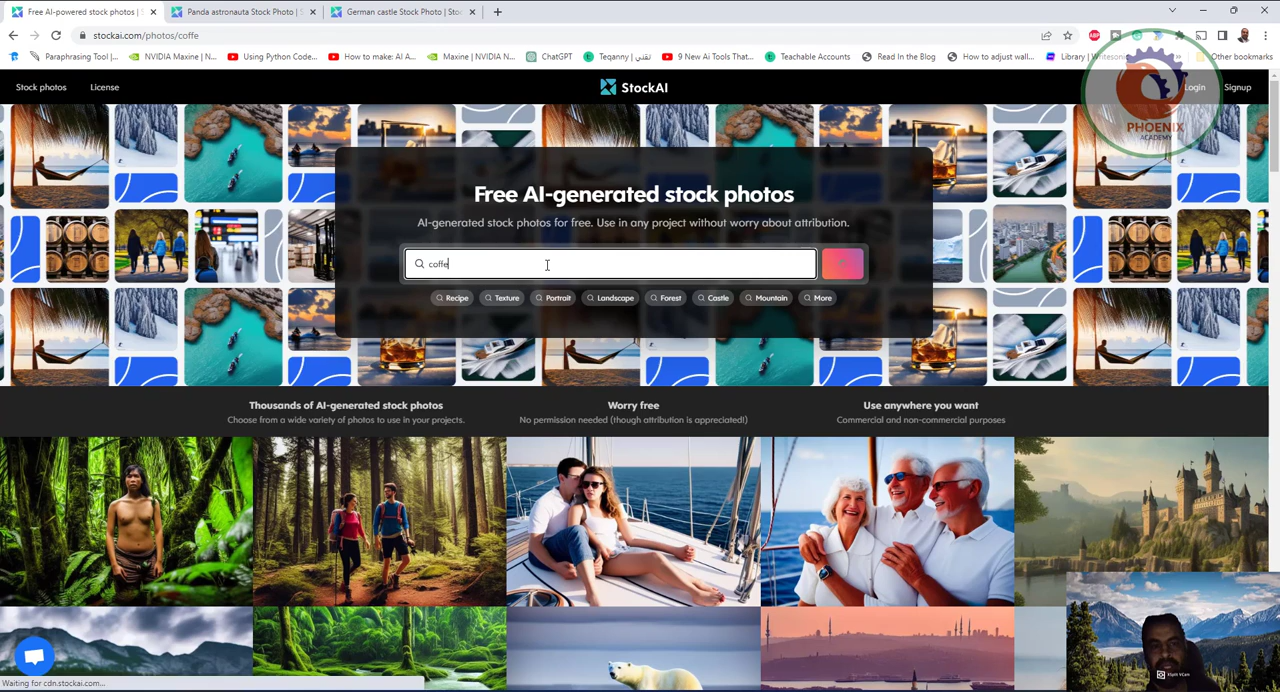 Free AI-powered stock photos | S
Panda astronauta Stock Photo | S
German castle Stock Photo | Stoc
stockai.com/photos/coffe
Paraphrasing Tool |...
NVIDIA Maxine | N...
Using Python Code...
How to make: AI A...
Maxine | NVIDIA N...
ChatGPT
Teqanny | تقني
9 New Ai Tools That...
Teachable Accounts
Read In the Blog
How to adjust wall...
Library | Writesonic
Other bookmarks
Stock photos
License
StockAI
Login
Signup
PHOENIX
ACADEMY
Free AI-generated stock photos
AI-generated stock photos for free. Use in any project without worry about attribution.
coffe
Recipe
Texture
Portrait
Landscape
Forest
Castle
Mountain
More
Thousands of AI-generated stock photos
Choose from a wide variety of photos to use in your projects.
Worry free
No permission needed (though attribution is appreciated!)
Use anywhere you want
Commercial and non-commercial purposes
Waiting for cdn.stockai.com...
XSplit VCam